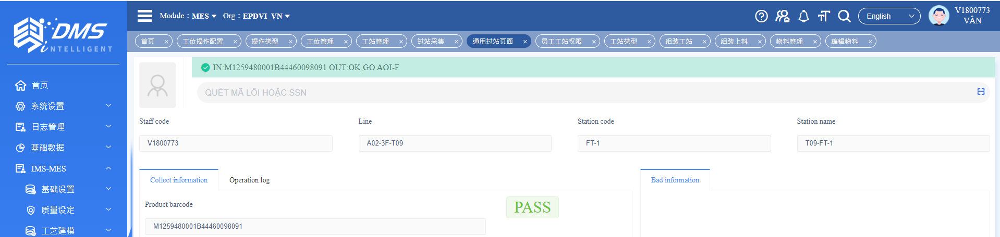 DMS
iNTELLIGENT
Module：MES Org：EPDVI_VN
English
V1800773
VÂN
首页 × 工位操作配置 × 操作类型 × 工位管理 × 工站管理 × 过站采集 × 通用过站页面 × 员工工站权限 × 工站类型 × 组装工站 × 组装上料 × 物料管理 × 编辑物料 ×
首页
系统设置
日志管理
基础数据
IMS-MES
基础设置
质量设定
工艺建模
IN:M1259480001B44460098091 OUT:OK,GO AOI-F
QUÉT MÃ LỖI HOẶC SSN
Staff code Line Station code Station name
V1800773 A02-3F-T09 FT-1 T09-FT-1
Collect information Operation log Bad information
Product barcode
PASS
M1259480001B44460098091